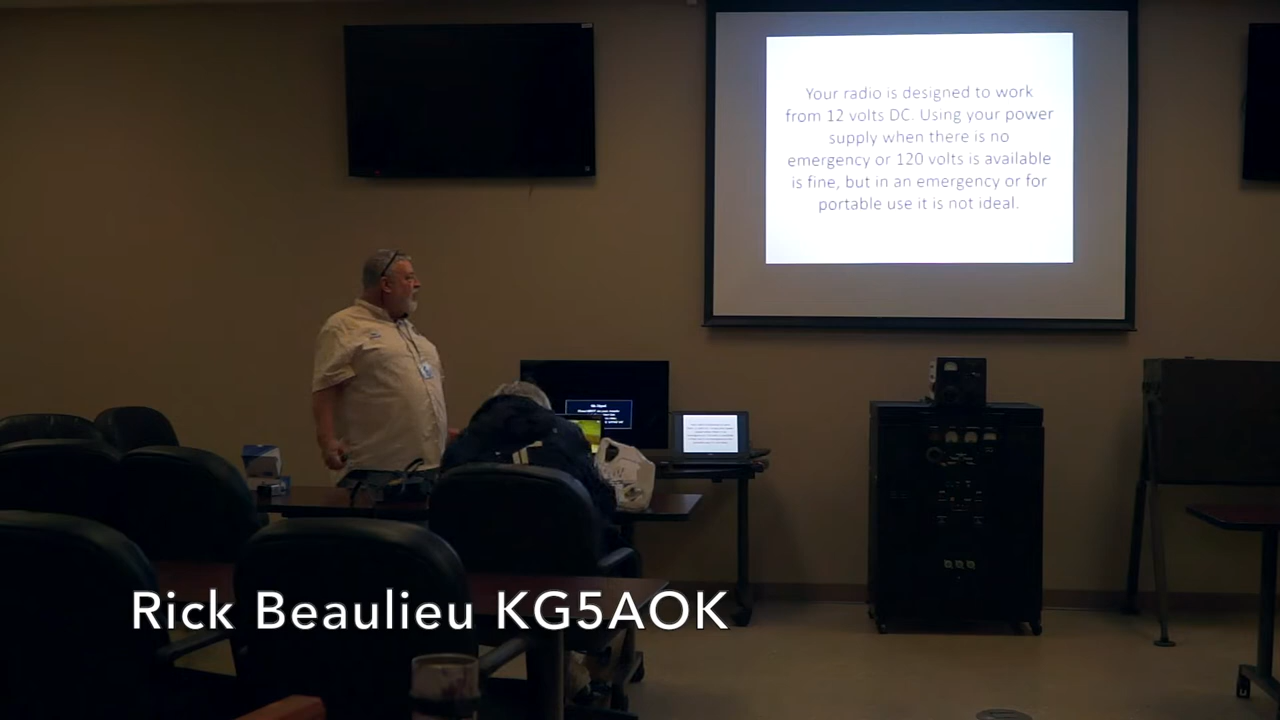 Your radio is designed to work
from 12 volts DC. Using your power
supply when there is no
emergency or 120 volts is available
is fine, but in an emergency or for
portable use it is not ideal.
Rick Beaulieu KG5AOK